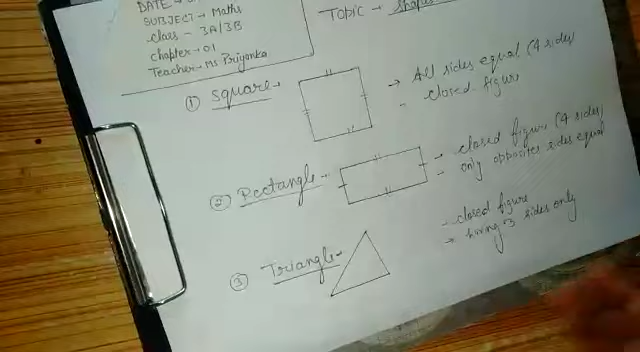 DATE →
SUBJECT → Maths
class - 3A/3B
chapter → 01
Teacher → Ms Priyanka
Topic → Shapes
① Square →
→ All sides equal (4 sides)
- closed figure
② Rectangle →
- closed figure (4 sides)
- only opposites sides equal
③ Triangle →
- closed figure
→ having 3 sides only